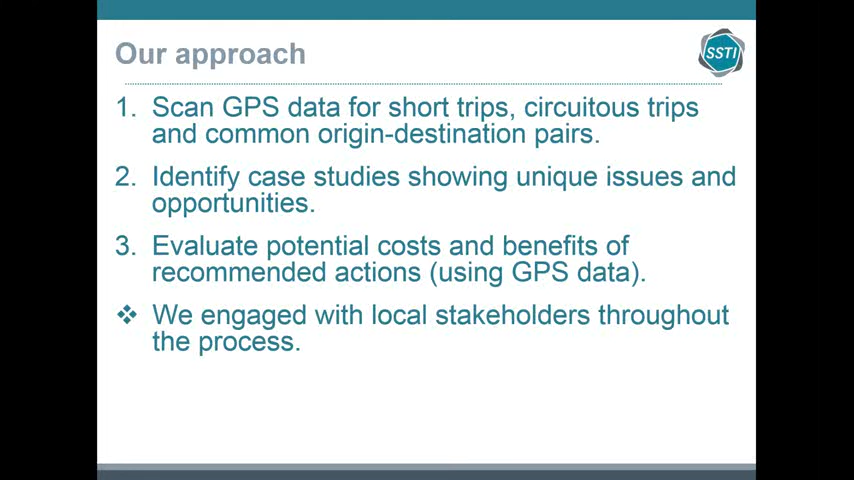 Our approach
SSTI
1. Scan GPS data for short trips, circuitous trips
and common origin-destination pairs.
2. Identify case studies showing unique issues and
opportunities.
3. Evaluate potential costs and benefits of
recommended actions (using GPS data).
❖ We engaged with local stakeholders throughout
the process.